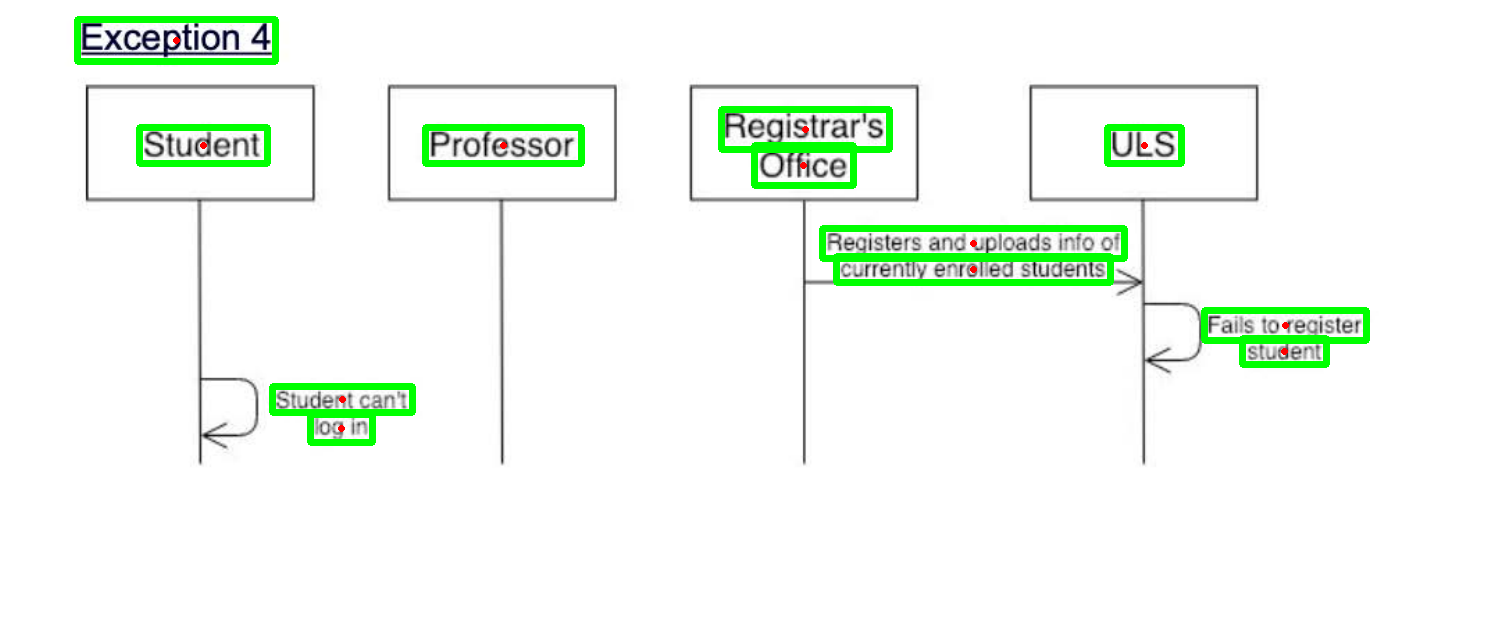 Exception 4
Student
Professor
Registrar's
Office
ULS
Registers and uploads info of
currently enrolled students
Fails to register
student
Student can't
log in